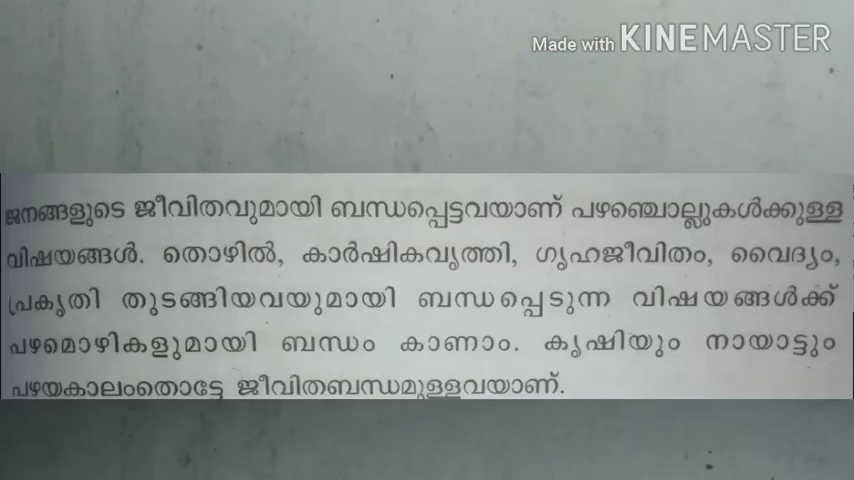 Made with KINEMASTER
ജനങ്ങളുടെ ജീവിതവുമായി ബന്ധപ്പെട്ടവയാണ് പഴഞ്ചൊല്ലുകൾക്കുള്ള
വിഷയങ്ങൾ. തൊഴിൽ, കാർഷികവൃത്തി, ഗൃഹജീവിതം, വൈദ്യം,
പ്രകൃതി തുടങ്ങിയവയുമായി ബന്ധപ്പെടുന്ന വിഷയങ്ങൾക്ക്
പഴമൊഴികളുമായി ബന്ധം കാണാം. കൃഷിയും നായാട്ടും
പഴയകാലംതൊട്ടേ ജീവിതബന്ധമുള്ളവയാണ്.